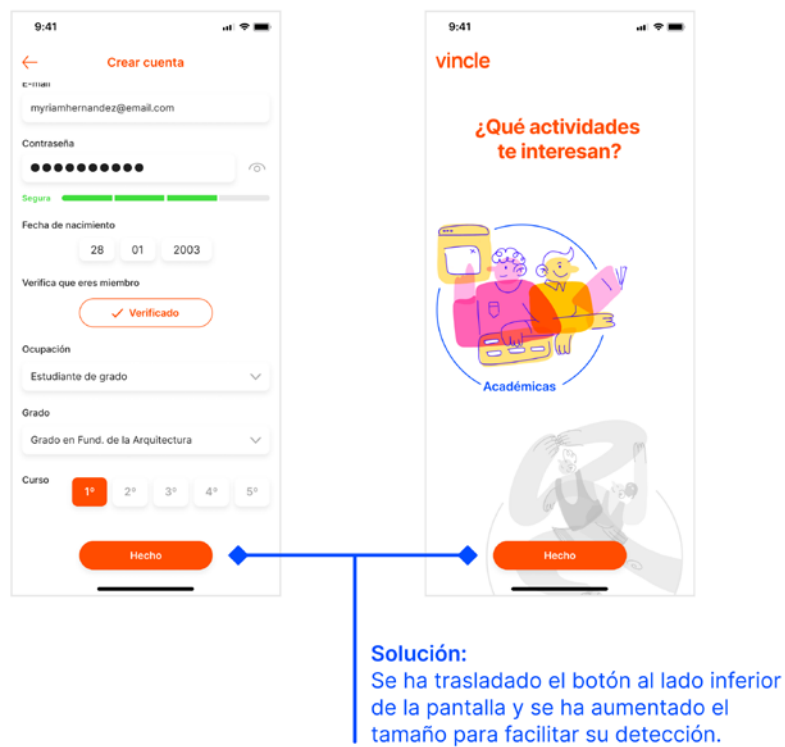 9:41
Crear cuenta
E-mail
myriamhernandez@email.com
Contraseña
Segura
Fecha de nacimiento
28 01 2003
Verifica que eres miembro
Verificado
Ocupación
Estudiante de grado
Grado
Grado en Fund. de la Arquitectura
Curso
1º 2º 3º 4º 5º
Hecho
9:41
vincle
¿Qué actividades
te interesan?
Académicas
Hecho
Solución:
Se ha trasladado el botón al lado inferior
de la pantalla y se ha aumentado el
tamaño para facilitar su detección.